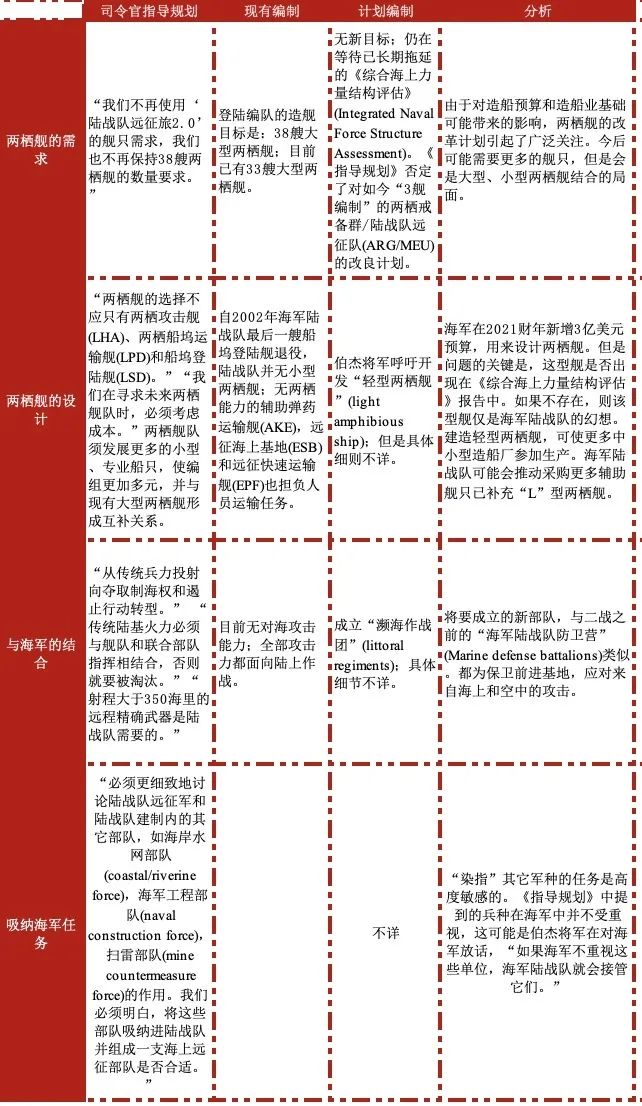 司令官指导规划
现有编制
计划编制
分析
两栖舰的需
求
“我们不再使用‘
陆战队远征旅2.0’
的舰只需求，我们
也不再保持38艘两
栖舰的数量要求。
”
登陆编队的造舰
目标是：38艘大
型两栖舰；目前
已有33艘大型两
栖舰。
无新目标；仍在
等待已长期拖延
的《综合海上力
量结构评估》
(Integrated Naval
Force Structure
Assessment)。《
指导规划》否定
了对如今“3舰
编制”的两栖戒
备群/陆战队远
征队(ARG/MEU)
的改良计划。
由于对造船预算和造船业基础
可能带来的影响，两栖舰的改
革计划引起了广泛关注。今后
可能需要更多的舰只，但是会
是大型、小型两栖舰结合的局
面。
两栖舰的设
计
“两栖舰的选择不
应只有两栖攻击舰
(LHA)、两栖船坞运
输舰(LPD)和船坞登
陆舰(LSD)。”“我
们在寻求未来两栖
舰队时，必须考虑
成本。”两栖舰队
须发展更多的小型
、专业船只，使编
组更加多元，并与
现有大型两栖舰形
成互补关系。
自2002年海军陆
战队最后一艘船
坞登陆舰退役，
陆战队并无小型
两栖舰；无两栖
能力的辅助弹药
运输舰(AKE)，远
征海上基地(ESB)
和远征快速运输
舰(EPF)也担负人
员运输任务。
伯杰将军呼吁开
发“轻型两栖舰
”(light
amphibious
ship)；但是具体
细则不详。
海军在2021财年新增3亿美元
预算，用来设计两栖舰。但是
问题的关键是，这型舰是否出
现在《综合海上力量结构评估
》报告中。如果不存在，则该
型舰仅是海军陆战队的幻想。
建造轻型两栖舰，可使更多中
小型造船厂参加生产。海军
陆战队可能会推动采购更多辅助
舰只已补充“L”型两栖舰。
与海军的结
合
“从传统兵力投射
向夺取制海权和遏
止行动转型。” “
传统陆基火力必须
与舰队和联合部队
指挥相结合，否则
就要被淘汰。”“
射程大于350海里的
远程精确武器是陆
战队需要的。”
目前无对海攻击
能力；全部攻击
力都面向陆上作
战。
成立“濒海作战
团”(littoral
regiments)；具体
细节不详。
将要成立的新部队，与二战之
前的“海军陆战队防卫营”
(Marine defense battalions)类似
。都为保卫前进基地，应对来
自海上和空中的攻击。
吸纳海军任
务
“必须更细致地讨
论陆战队远征军和
陆战队建制内的其
它部队，如海岸水
网部队
(coastal/riverine
force)，海军工程部
队(naval
construction force)，
扫雷部队(mine
countermeasure
force)的作用。我们
必须明白，将这些
部队吸纳进陆战队
并组成一支海上远
征部队是否合适。
”
不详
“染指”其它军种的任务是高
度敏感的。《指导规划》中提
到的兵种在海军中并不受重
视，这可能是伯杰将军在对海
军放话，“如果海军不重视这
些单位，海军陆战队就会接管
它们。”